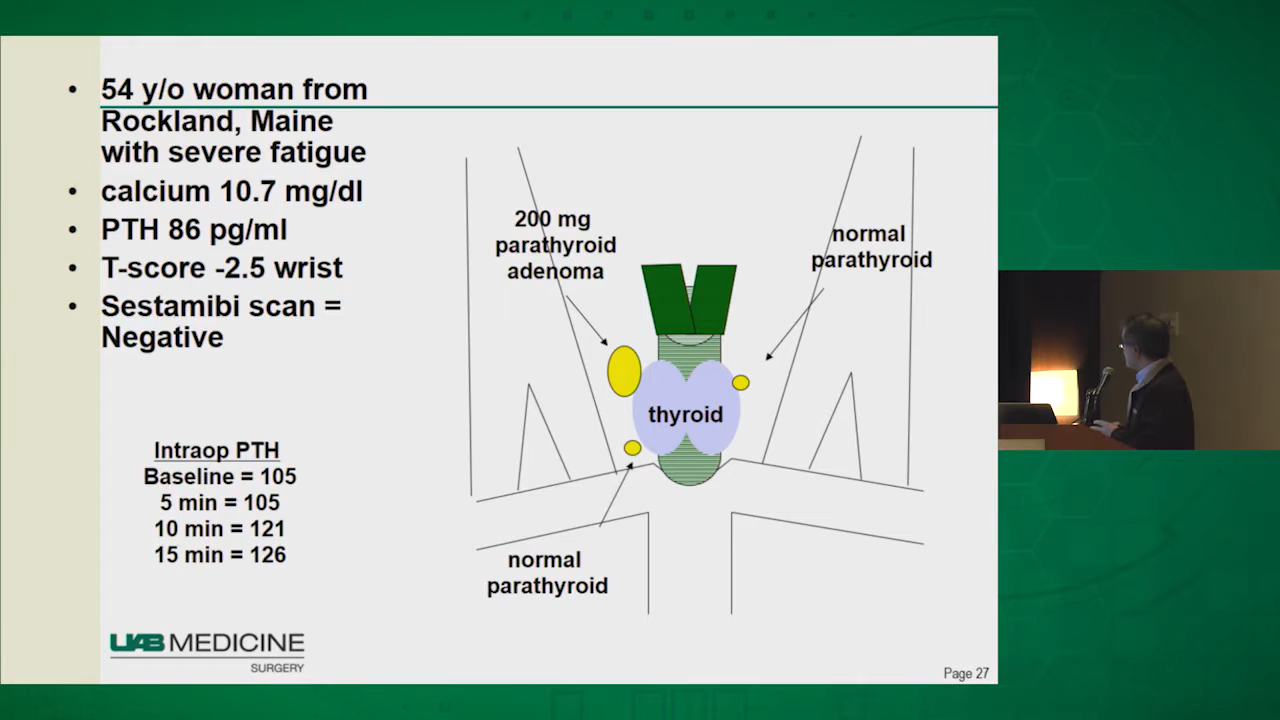 • 54 y/o woman from
Rockland, Maine
with severe fatigue
• calcium 10.7 mg/dl
• PTH 86 pg/ml
• T-score -2.5 wrist
• Sestamibi scan =
Negative
Intraop PTH
Baseline = 105
5 min = 105
10 min = 121
15 min = 126
200 mg
parathyroid
adenoma
normal
parathyroid
thyroid
normal
parathyroid
UAB MEDICINE
SURGERY
Page 27